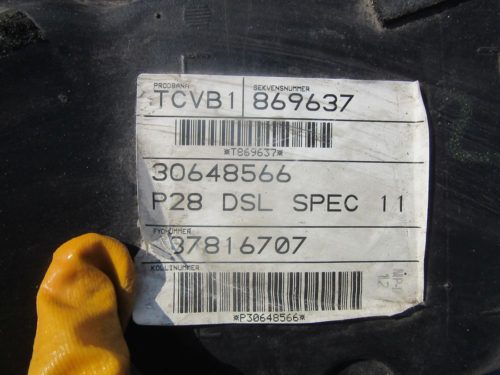 PRODBANA SEKVENSNUMMER
TCVB1 869637
*T869637*
30648566
P28 DSL SPEC 11
37816707
KOLLINUMMER
*P30648566*